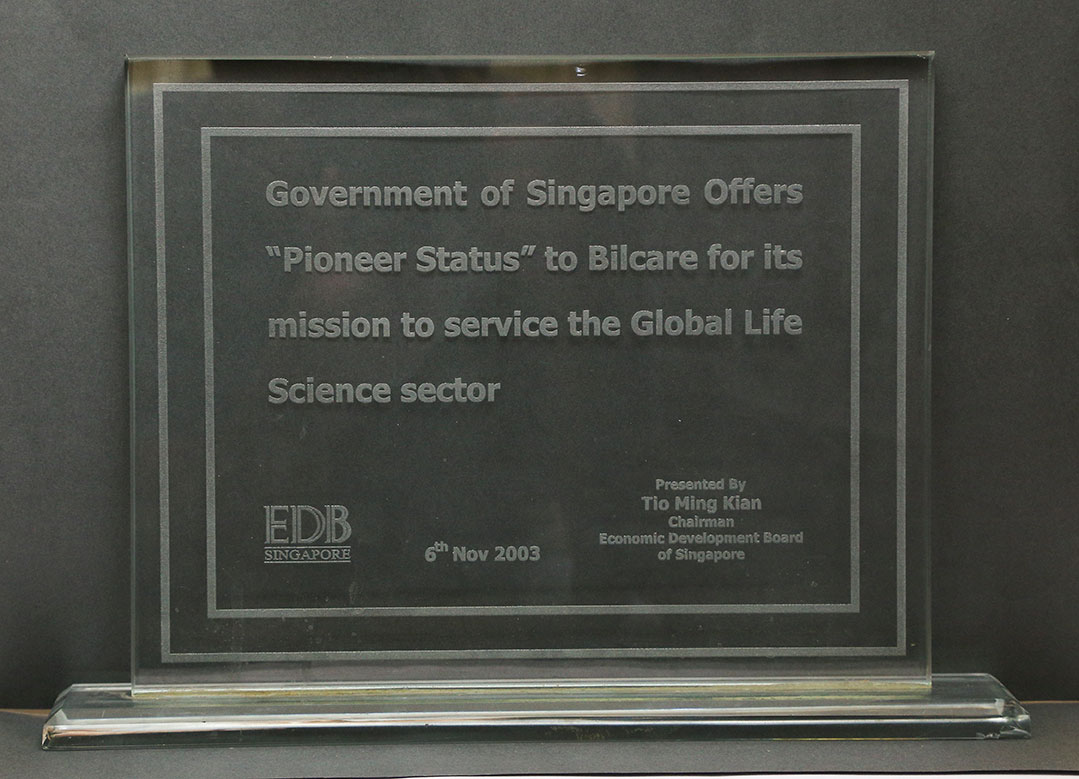 Government of Singapore Offers
“Pioneer Status” to Bilcare for its
mission to service the Global Life
Science sector
EDB
SINGAPORE
6th Nov 2003
Presented By
Tio Ming Kian
Chairman
Economic Development Board
of Singapore